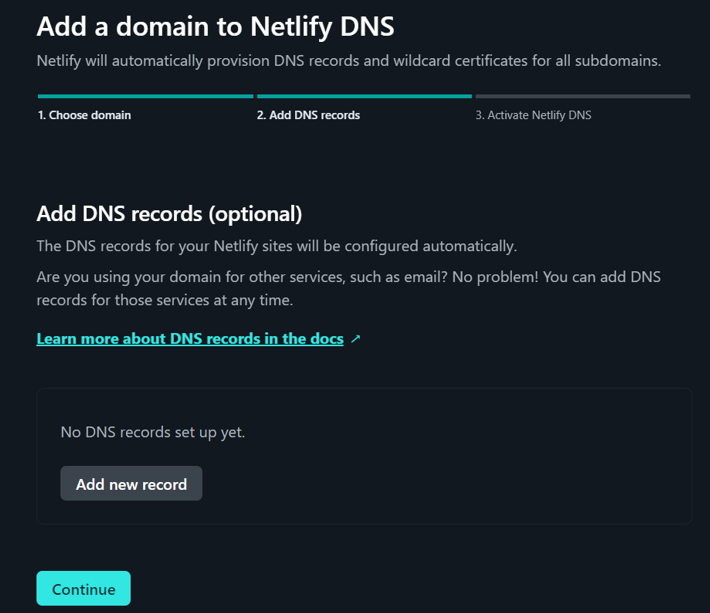 Add a domain to Netlify DNS
Netlify will automatically provision DNS records and wildcard certificates for all subdomains.
1. Choose domain
2. Add DNS records
3. Activate Netlify DNS
Add DNS records (optional)
The DNS records for your Netlify sites will be configured automatically.
Are you using your domain for other services, such as email? No problem! You can add DNS
records for those services at any time.
Learn more about DNS records in the docs ↗
No DNS records set up yet.
Add new record
Continue